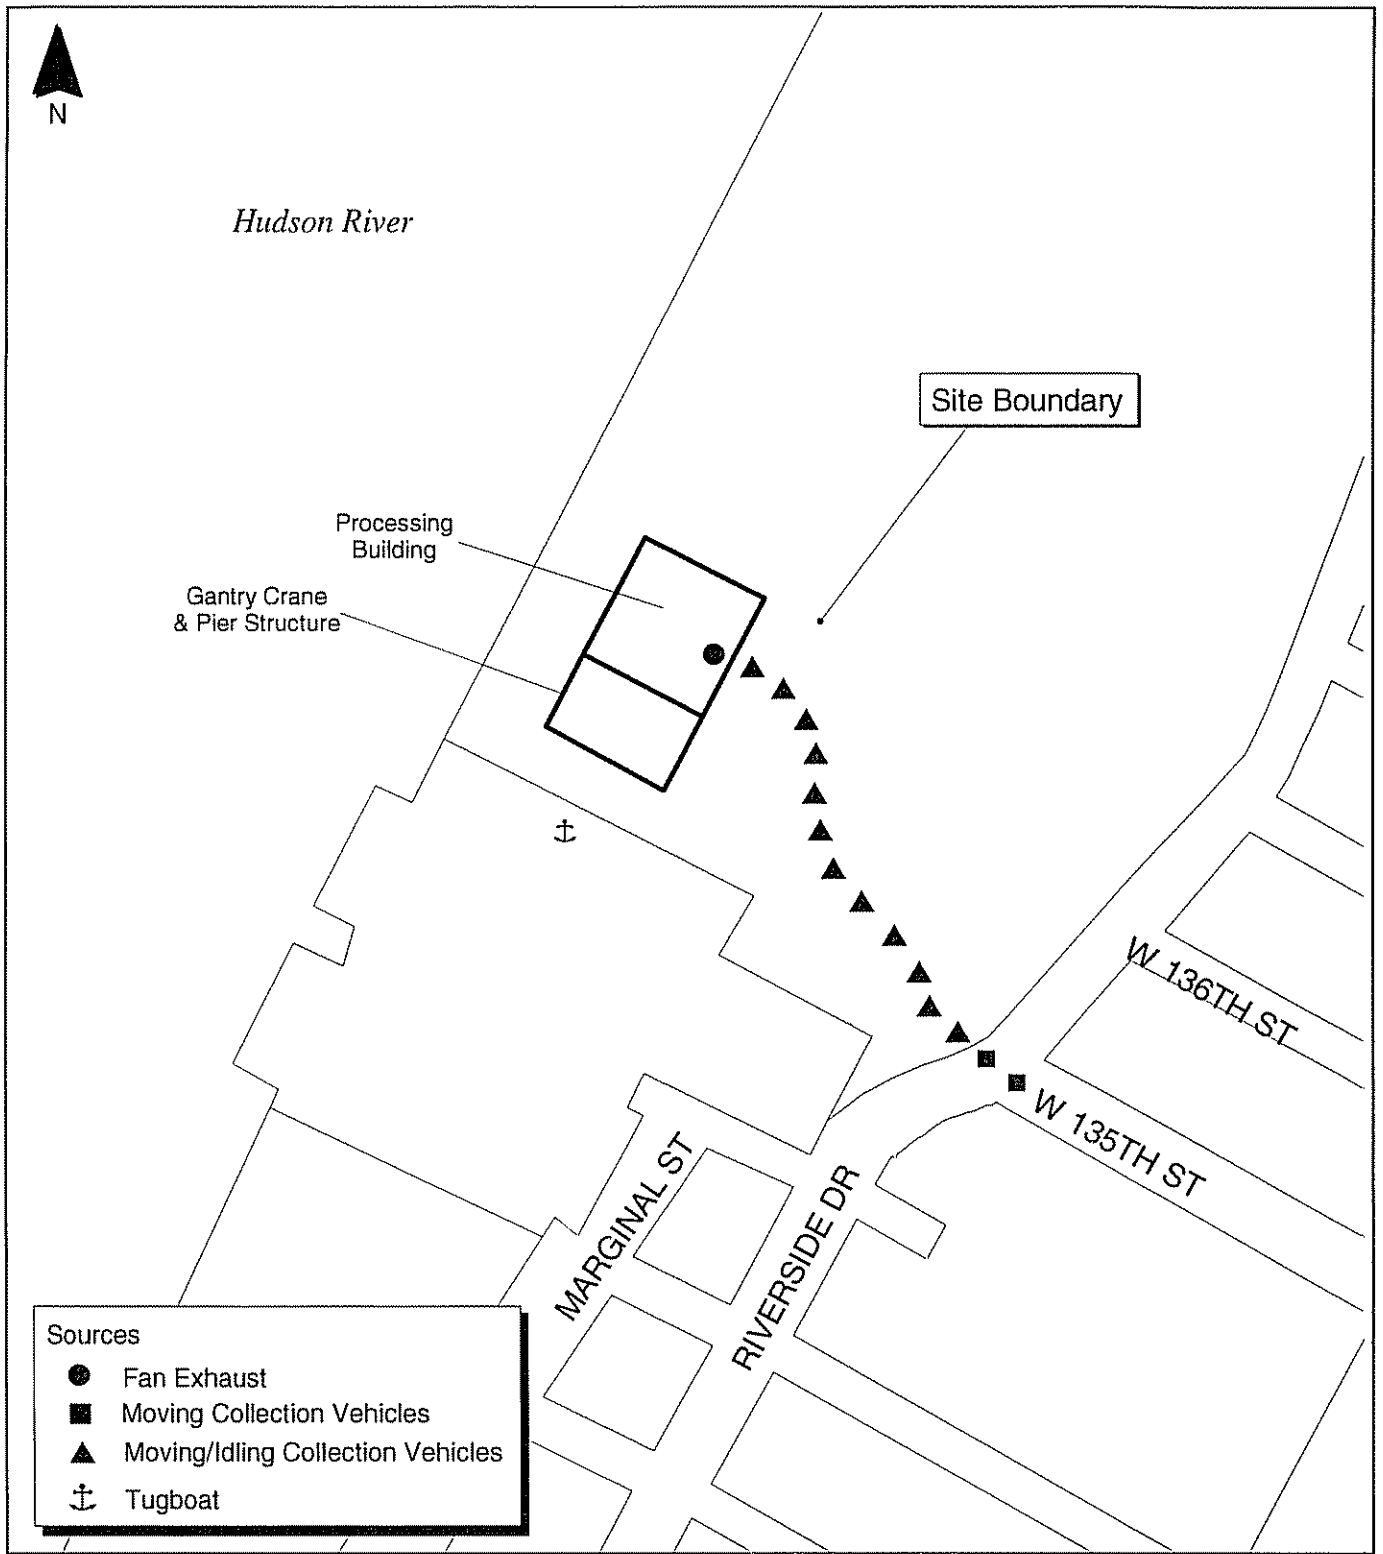 N
Hudson River
Site Boundary
Processing
Building
Gantry Crane
& Pier Structure
W 136TH ST
W 135TH ST
MARGINAL ST
RIVERSIDE DR
Sources
Fan Exhaust
Moving Collection Vehicles
Moving/Idling Collection Vehicles
Tugboat